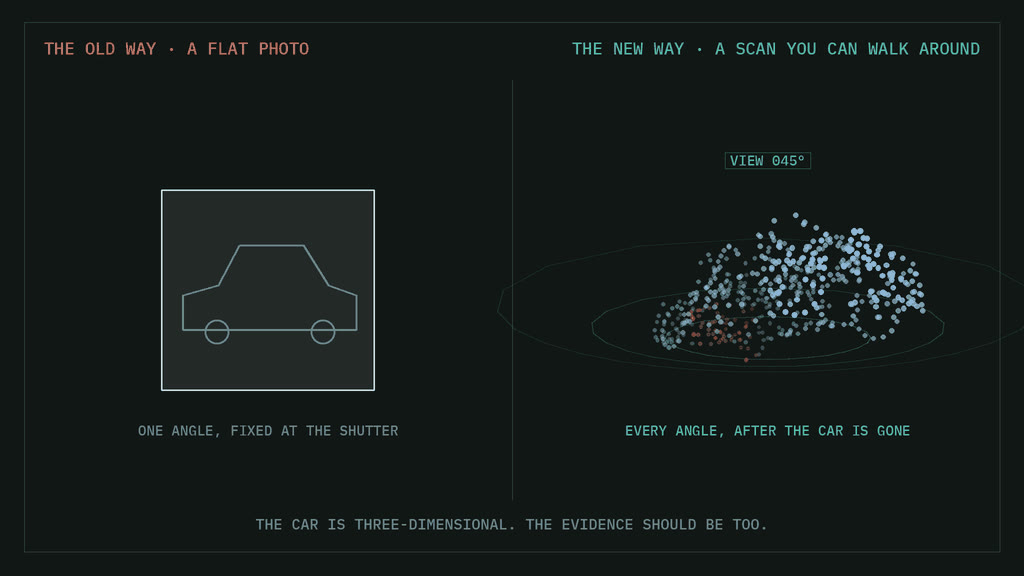 THE OLD WAY · A FLAT PHOTO
THE NEW WAY · A SCAN YOU CAN WALK AROUND
VIEW 045°
ONE ANGLE, FIXED AT THE SHUTTER
EVERY ANGLE, AFTER THE CAR IS GONE
THE CAR IS THREE-DIMENSIONAL. THE EVIDENCE SHOULD BE TOO.